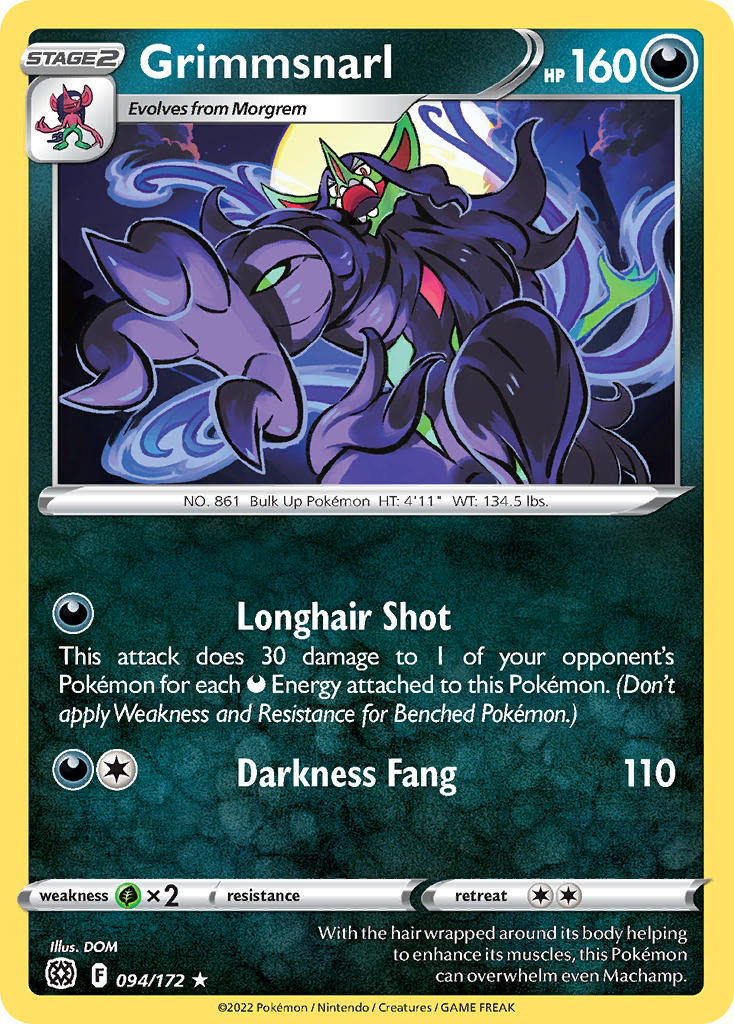 STAGE2
Grimmsnarl
HP 160
Evolves from Morgrem
NO. 861 Bulk Up Pokémon HT: 4'11" WT: 134.5 lbs.
Longhair Shot
This attack does 30 damage to 1 of your opponent's
Pokémon for each Energy attached to this Pokémon. (Don't
apply Weakness and Resistance for Benched Pokémon.)
Darkness Fang 110
weakness ×2 resistance retreat
Illus. DOM
F 094/172 ★
With the hair wrapped around its body helping
to enhance its muscles, this Pokémon
can overwhelm even Machamp.
©2022 Pokémon / Nintendo / Creatures / GAME FREAK